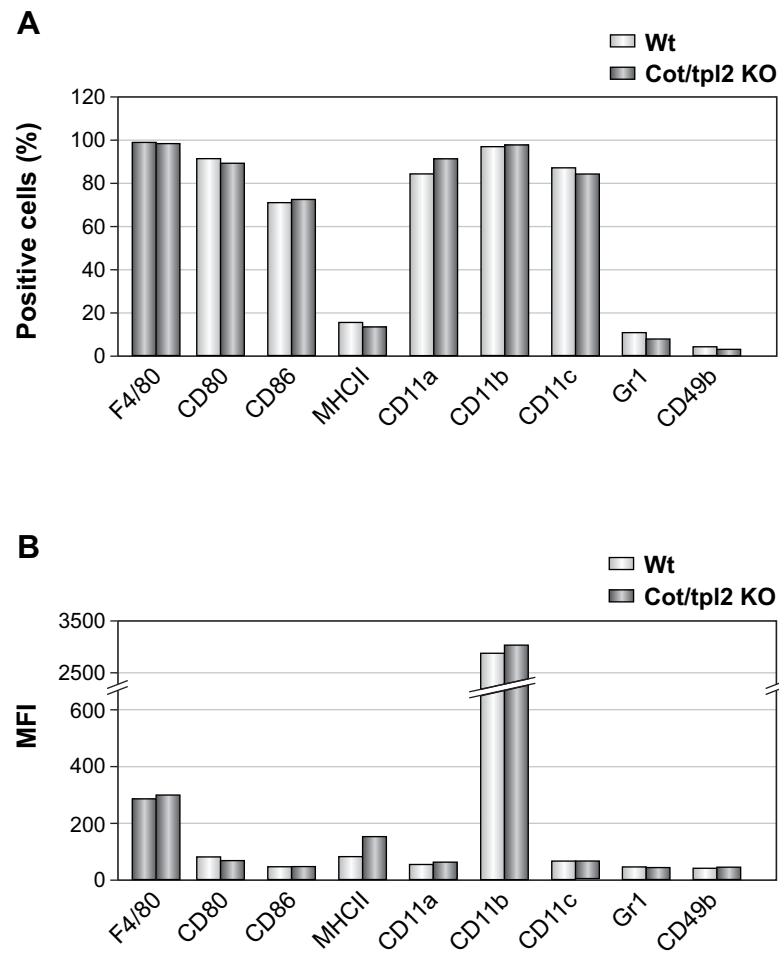 A
Wt
Cot/tpl2 KO
Positive cells (%)
120
100
80
60
40
20
0
F4/80
CD80
CD86
MHCII
CD11a
CD11b
CD11c
Gr1
CD49b
B
Wt
Cot/tpl2 KO
MFI
3500
2500
600
400
200
0
F4/80
CD80
CD86
MHCII
CD11a
CD11b
CD11c
Gr1
CD49b